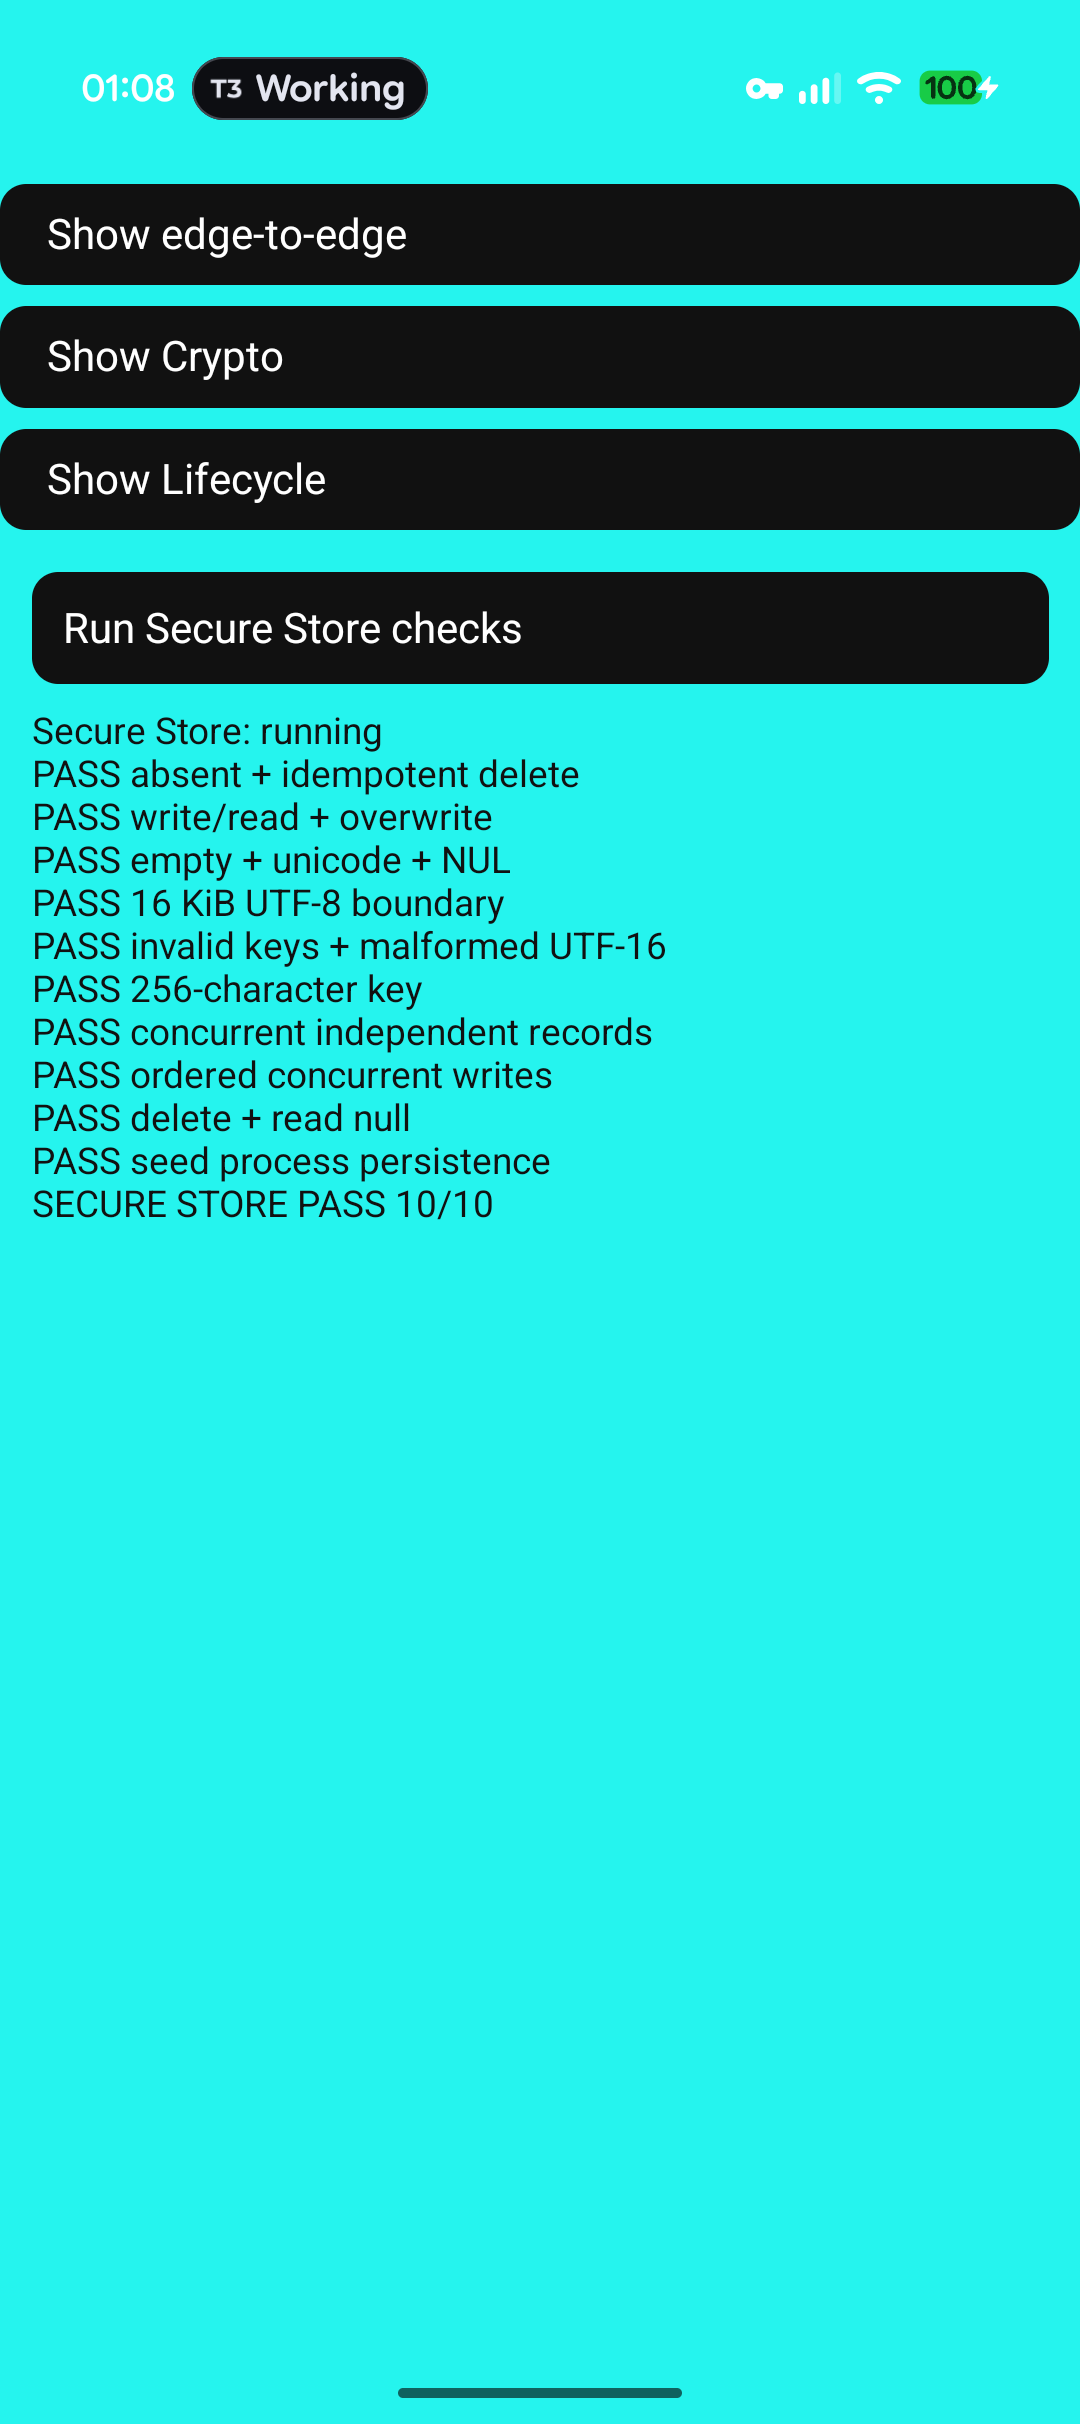 01:08 T3 Working 100
Show edge-to-edge
Show Crypto
Show Lifecycle
Run Secure Store checks
Secure Store: running
PASS absent + idempotent delete
PASS write/read + overwrite
PASS empty + unicode + NUL
PASS 16 KiB UTF-8 boundary
PASS invalid keys + malformed UTF-16
PASS 256-character key
PASS concurrent independent records
PASS ordered concurrent writes
PASS delete + read null
PASS seed process persistence
SECURE STORE PASS 10/10